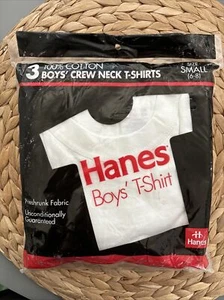 3 100% COTTON
BOYS' CREW NECK T-SHIRTS
SIZE
SMALL
(6-8)
Hanes
Boys' T-Shirt
Preshrunk Fabric
Unconditionally
Guaranteed
H
Hanes